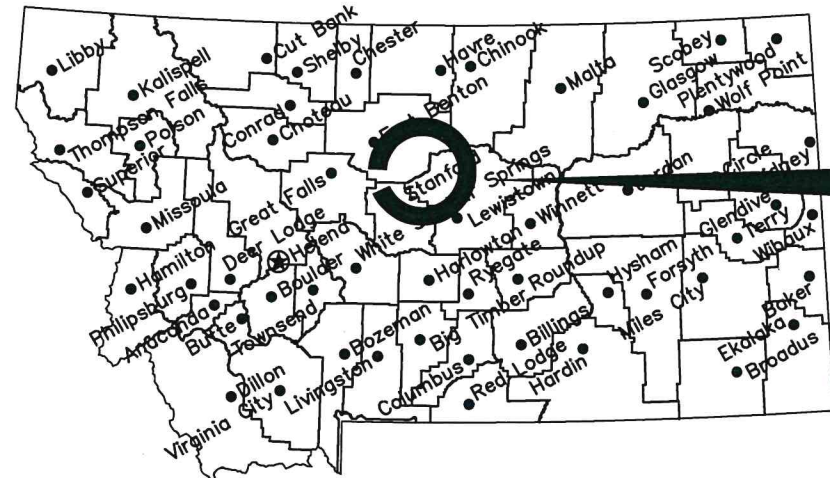 Libby
Kalispell
Cut Bank
Shelby
Chester
Havre
Chinook
Malta
Scobey
Glasgow
Plentywood
Wolf Point
Thompson Falls
Polson
Superior
Conrad
Choteau
Benton
Stanford
Springs
Lewistown
Winnett
Jordan
Circle
Great Falls
Missoula
Deer Lodge
Helena
Hamilton
Philipsburg
Anaconda
Butte
Boulder
Townsend
White
Harlowton
Ryegate
Roundup
Big Timber
Hysham
Forsyth
Miles City
Glendive
Terry
Wibaux
Baker
Ekalaka
Broadus
Bozeman
Livingston
Columbus
Billings
Red Lodge
Hardin
Dillon
Virginia City